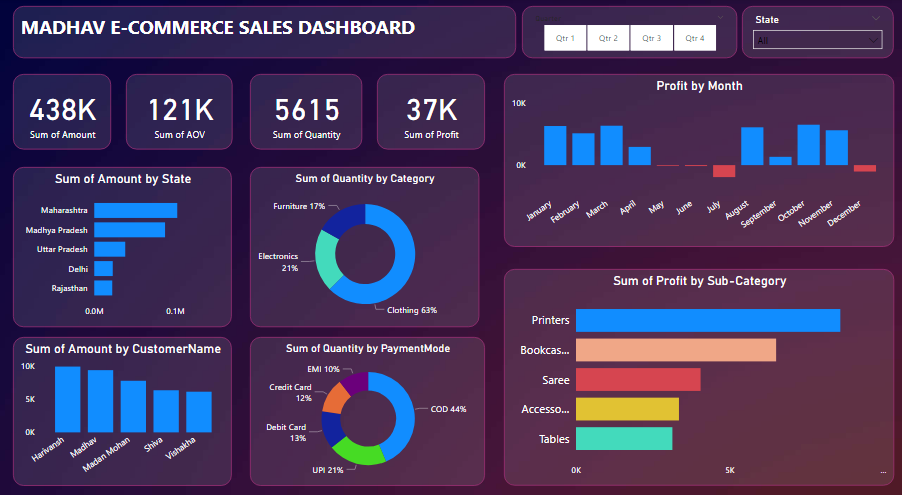 MADHAV E-COMMERCE SALES DASHBOARD
Qtr 1 Qtr 2 Qtr 3 Qtr 4
State
All
438K
Sum of Amount
121K
Sum of AOV
5615
Sum of Quantity
37K
Sum of Profit
Profit by Month
10K
0K
January
February
March
April
May
June
July
August
September
October
November
December
Sum of Amount by State
Maharashtra
Madhya Pradesh
Uttar Pradesh
Delhi
Rajasthan
0.0M 0.1M
Sum of Quantity by Category
Furniture 17%
Electronics
21%
Clothing 63%
Sum of Profit by Sub-Category
Printers
Bookcas...
Saree
Accesso...
Tables
0K 5K ...
Sum of Amount by CustomerName
10K
5K
0K
Harivansh
Madhav
Madan Mohan
Shiva
Vishakha
Sum of Quantity by PaymentMode
EMI 10%
Credit Card
12%
Debit Card
13%
UPI 21%
COD 44%